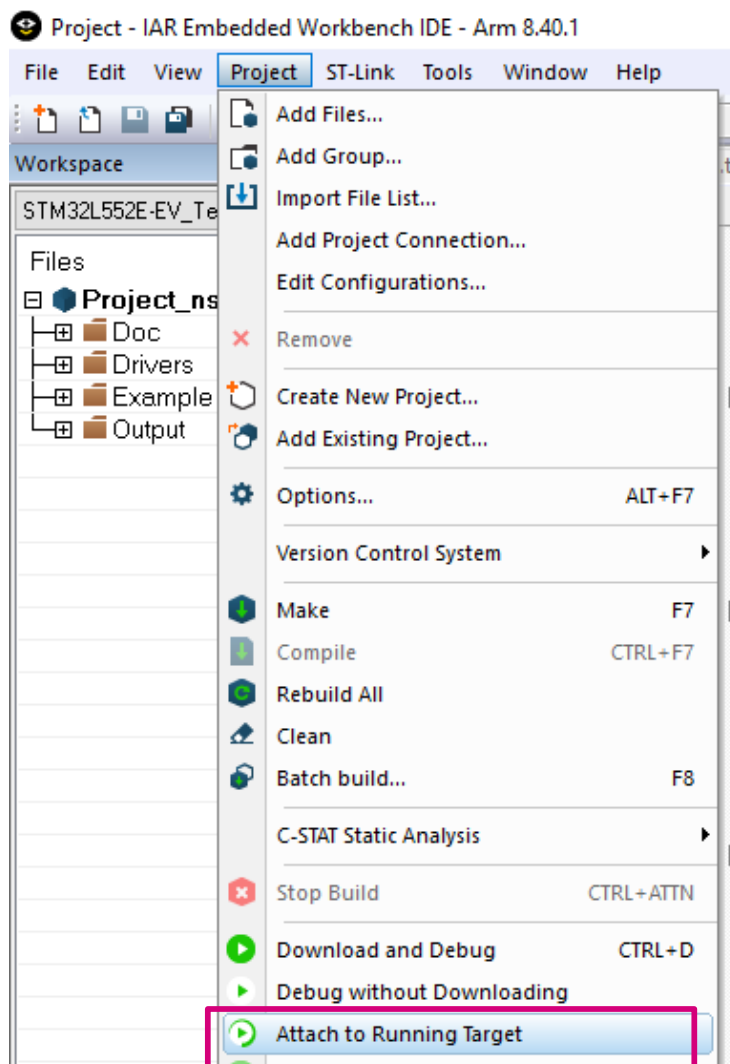 Project - IAR Embedded Workbench IDE - Arm 8.40.1
File Edit View Project ST-Link Tools Window Help
Workspace
STM32L552E-EV_Te
Files
Project_ns
Doc
Drivers
Example
Output
Add Files...
Add Group...
Import File List...
Add Project Connection...
Edit Configurations...
Remove
Create New Project...
Add Existing Project...
Options... ALT+F7
Version Control System
Make F7
Compile CTRL+F7
Rebuild All
Clean
Batch build... F8
C-STAT Static Analysis
Stop Build CTRL+ATTN
Download and Debug CTRL+D
Debug without Downloading
Attach to Running Target